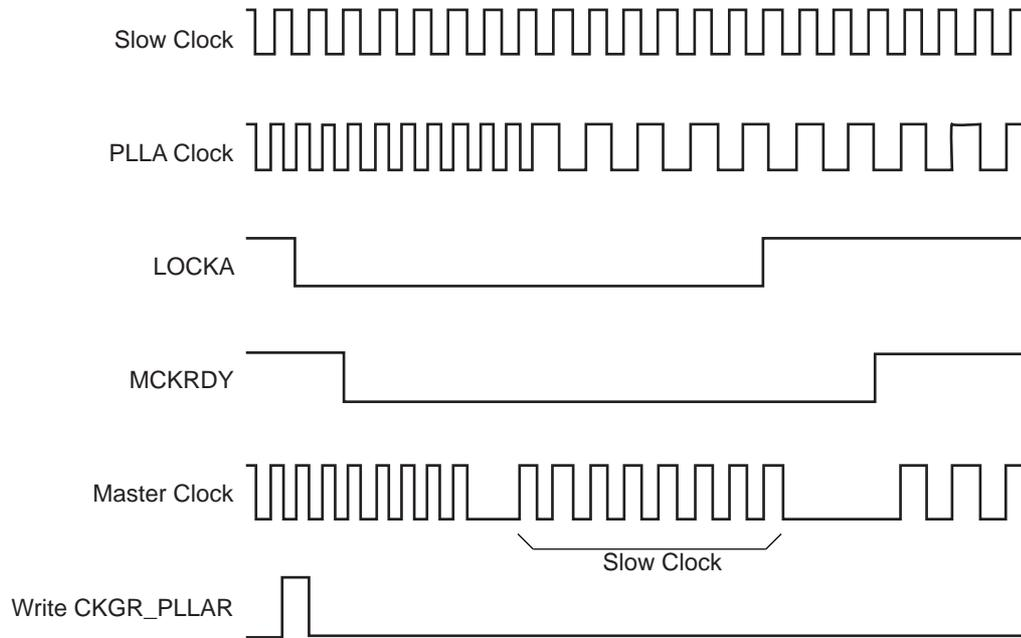 Slow Clock
PLLA Clock
LOCKA
MCKRDY
Master Clock
Slow Clock
Write CKGR_PLLAR